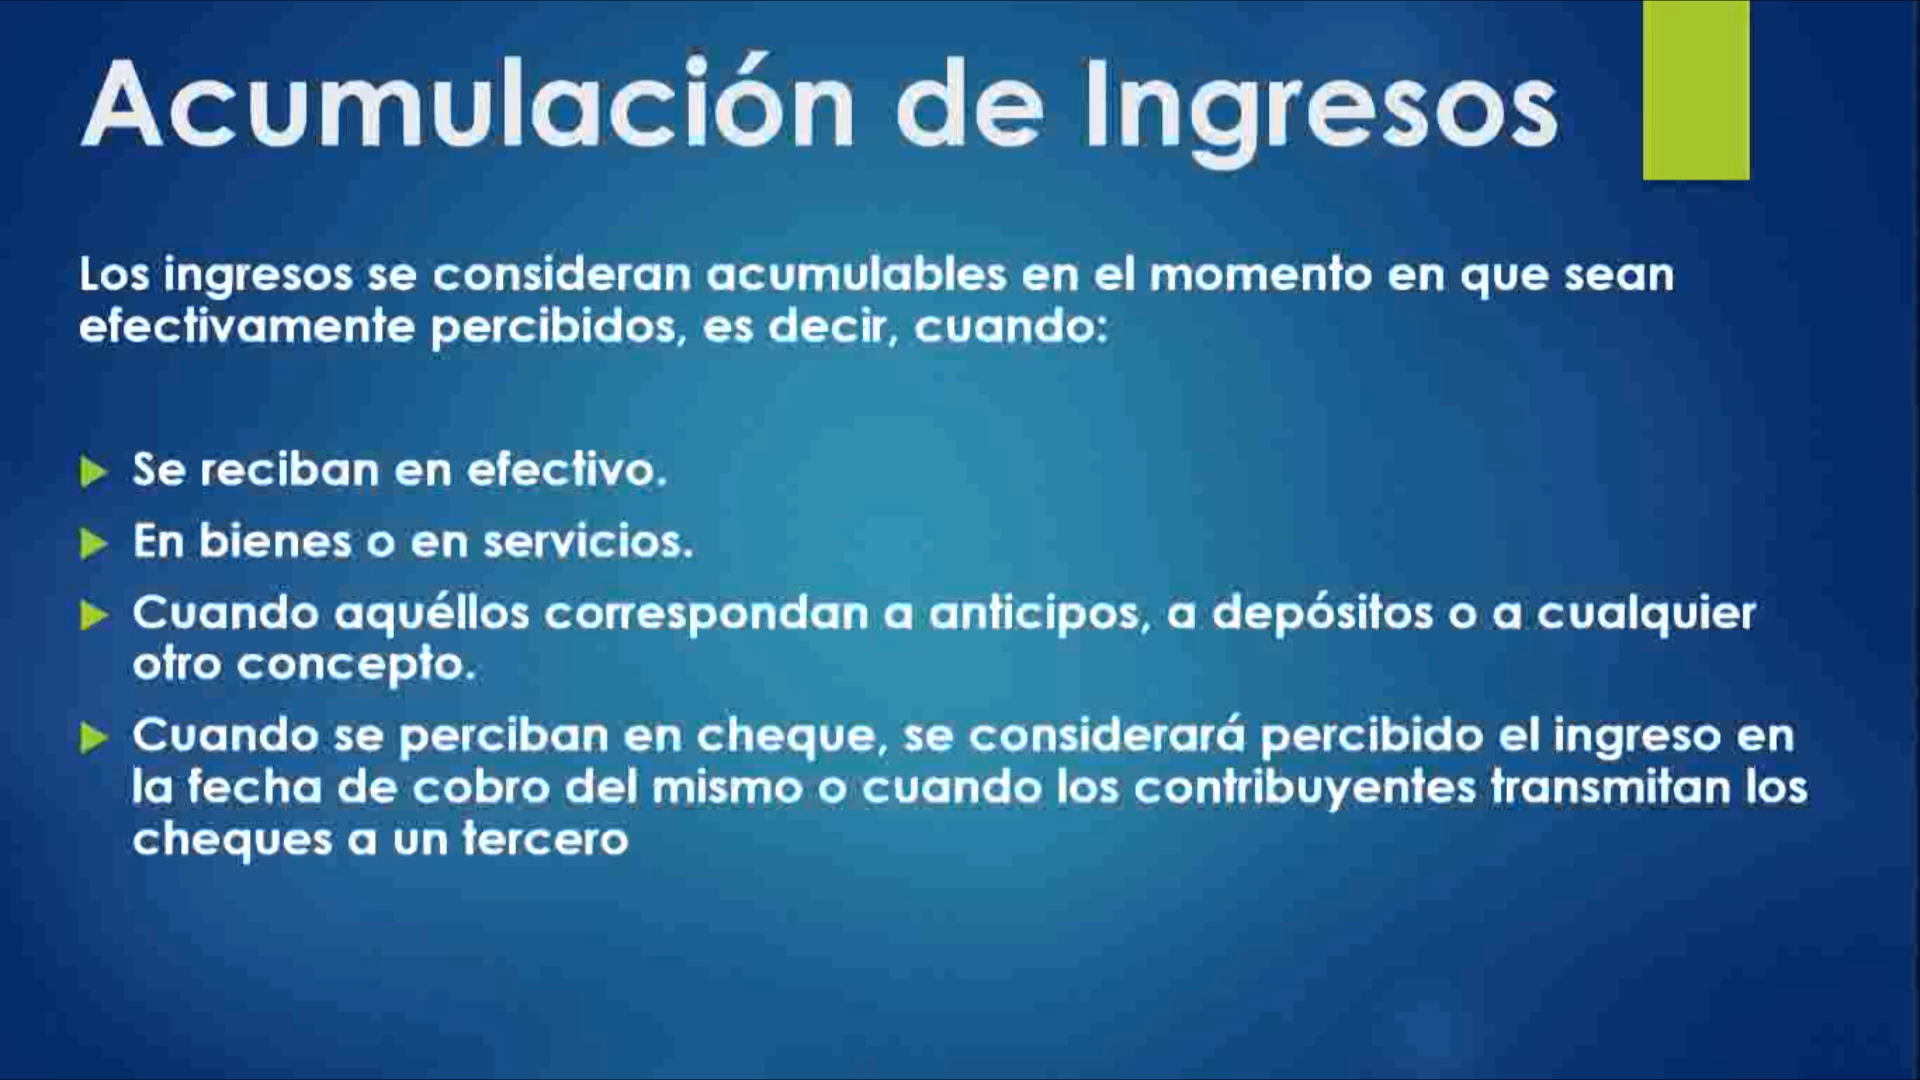 Acumulación de Ingresos
Los ingresos se consideran acumulables en el momento en que sean
efectivamente percibidos, es decir, cuando:
Se reciban en efectivo.
En bienes o en servicios.
Cuando aquéllos correspondan a anticipos, a depósitos o a cualquier
otro concepto.
Cuando se perciban en cheque, se considerará percibido el ingreso en
la fecha de cobro del mismo o cuando los contribuyentes transmitan los
cheques a un tercero